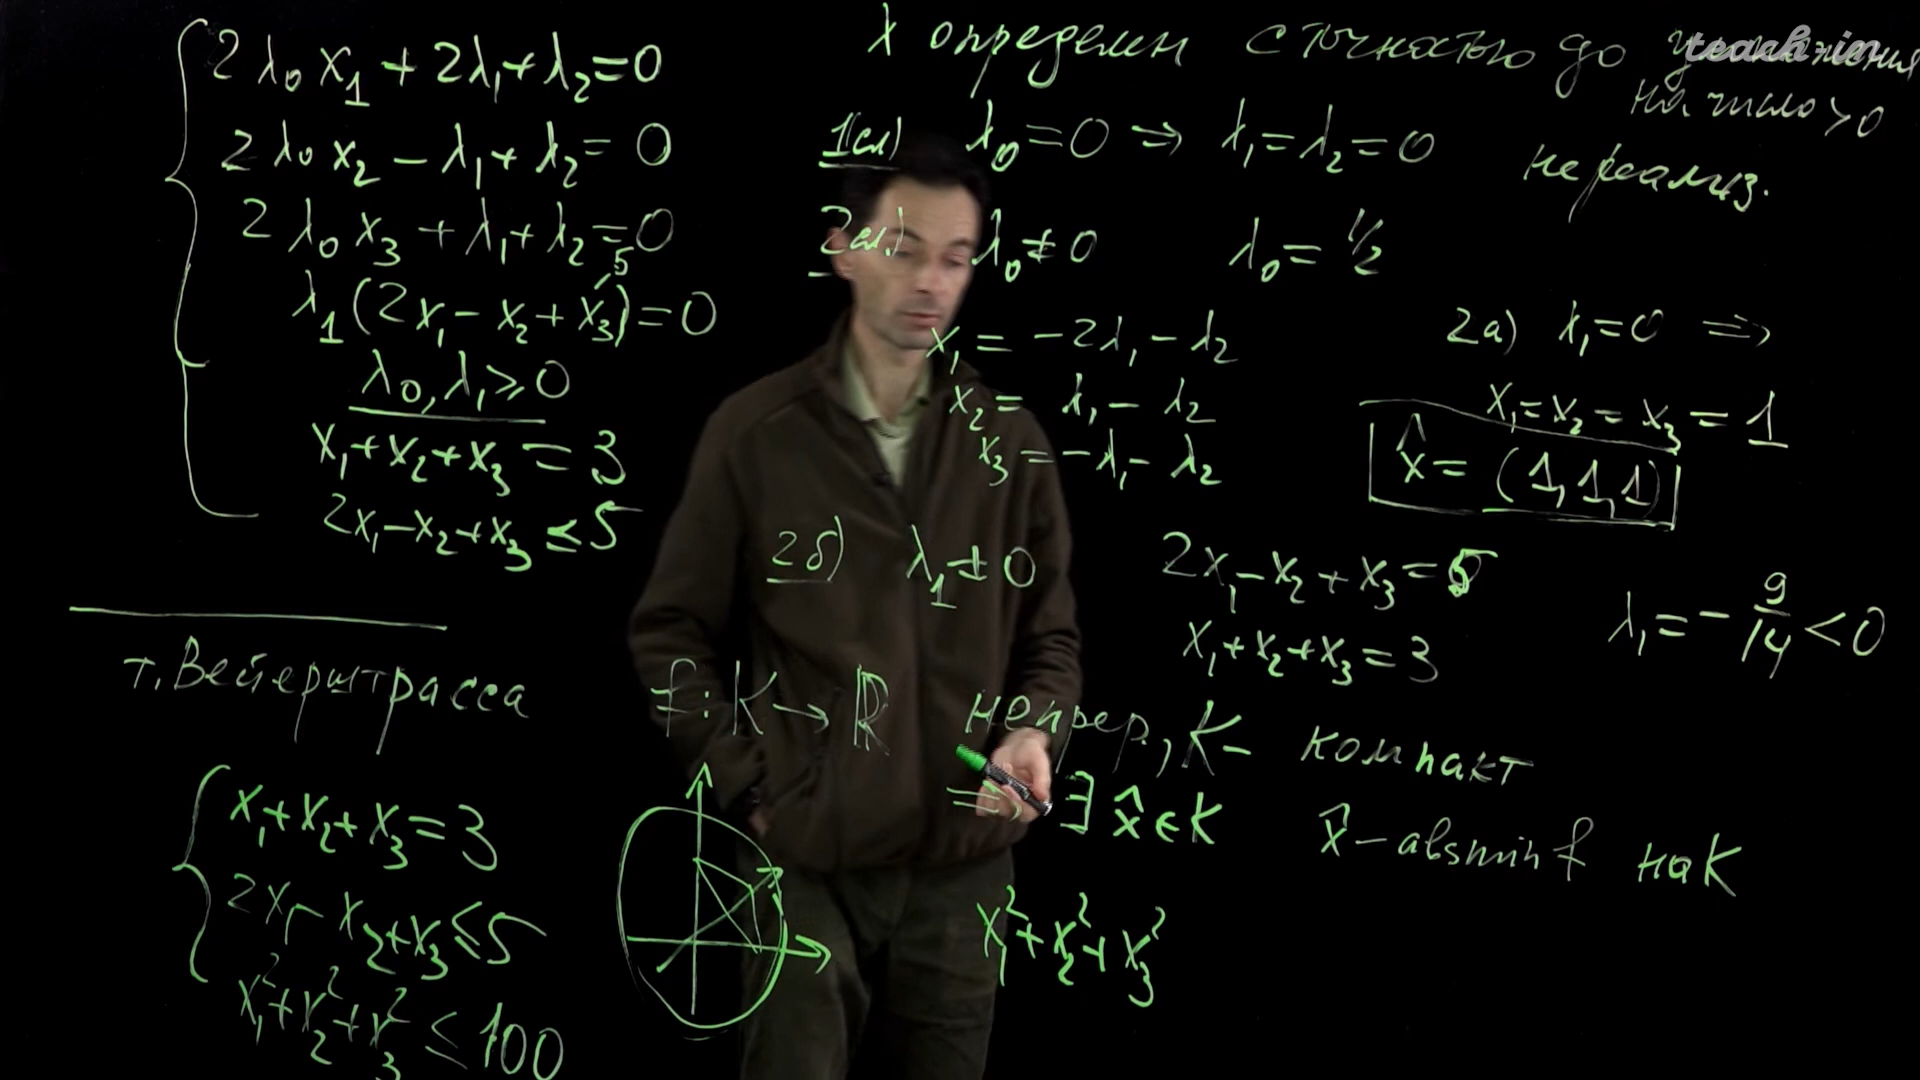 2λ₀x₁ + 2λ₁ + λ₂ = 0
2λ₀x₂ − λ₁ + λ₂ = 0
2λ₀x₃ + λ₁ + λ₂ = 0
λ₁(2x₁ − x₂ + x₃ − 5) = 0
λ₀, λ₁ ⩾ 0
x₁ + x₂ + x₃ = 3
2x₁ − x₂ + x₃ ≤ 5
т. Вейерштрасса
x₁ + x₂ + x₃ = 3
2x₁ − x₂ + x₃ ≤ 5
x₁² + x₂² + x₃² ≤ 100
λ определен с точностью до
на число > 0
teach-in
1сл) λ₀ = 0 ⇒ λ₁ = λ₂ = 0 не реализ.
2сл.) λ₀ ≠ 0 λ₀ = 1/2
x₁ = −2λ₁ − λ₂
x₂ = λ₁ − λ₂
x₃ = −λ₁ − λ₂
2а) λ₁ = 0 ⇒
x₁ = x₂ = x₃ = 1
x̂ = (1, 1, 1)
2б) λ₁ ≠ 0
2x₁ − x₂ + x₃ = 5
x₁ + x₂ + x₃ = 3
λ₁ = − 9/14 < 0
f : K → ℝ непрер., K − компакт
⇒ ∃ x̂ ∈ K x̂ − absmin f на K
x₁² + x₂² + x₃²